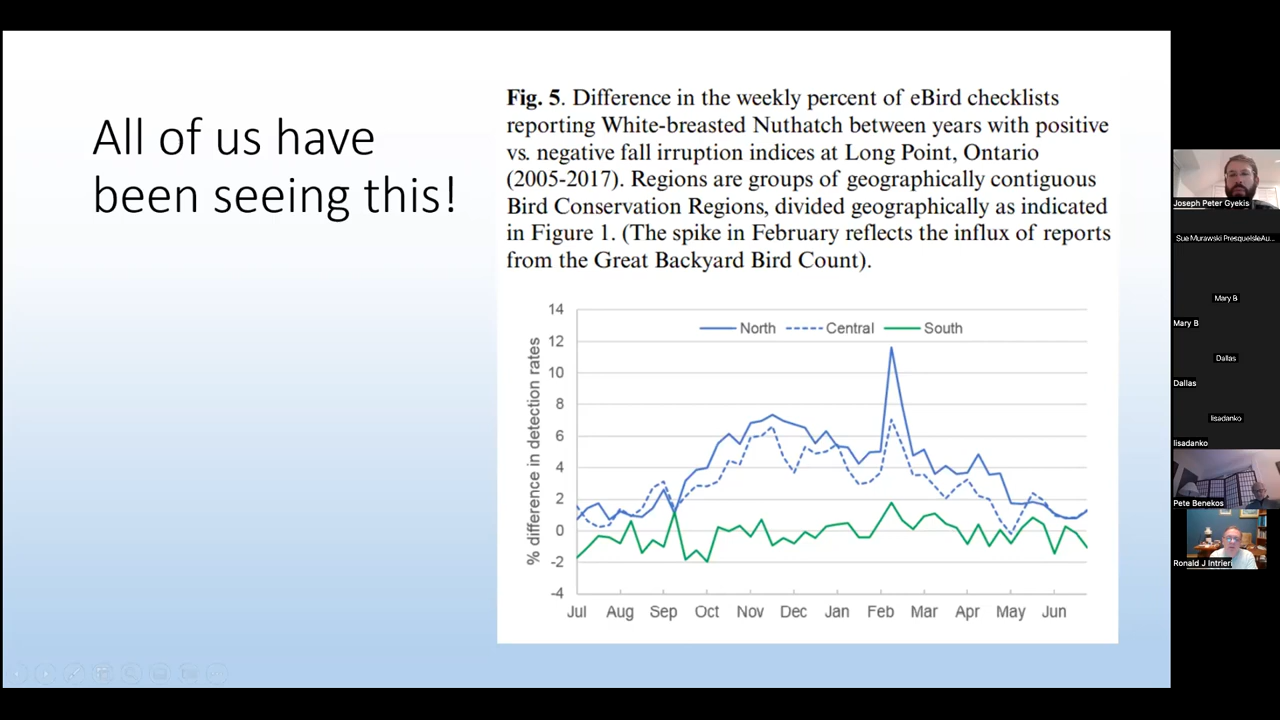 All of us have
been seeing this!
Fig. 5. Difference in the weekly percent of eBird checklists
reporting White-breasted Nuthatch between years with positive
vs. negative fall irruption indices at Long Point, Ontario
(2005-2017). Regions are groups of geographically contiguous
Bird Conservation Regions, divided geographically as indicated
in Figure 1. (The spike in February reflects the influx of reports
from the Great Backyard Bird Count).
% difference in detection rates
14
12
10
8
6
4
2
0
-2
-4
North Central South
Jul Aug Sep Oct Nov Dec Jan Feb Mar Apr May Jun
Joseph Peter Gyekis
Sue Murawski PresqueIsleAu...
Mary B
Mary B
Dallas
Dallas
lisadanko
lisadanko
Pete Benekos
Ronald J Intrieri